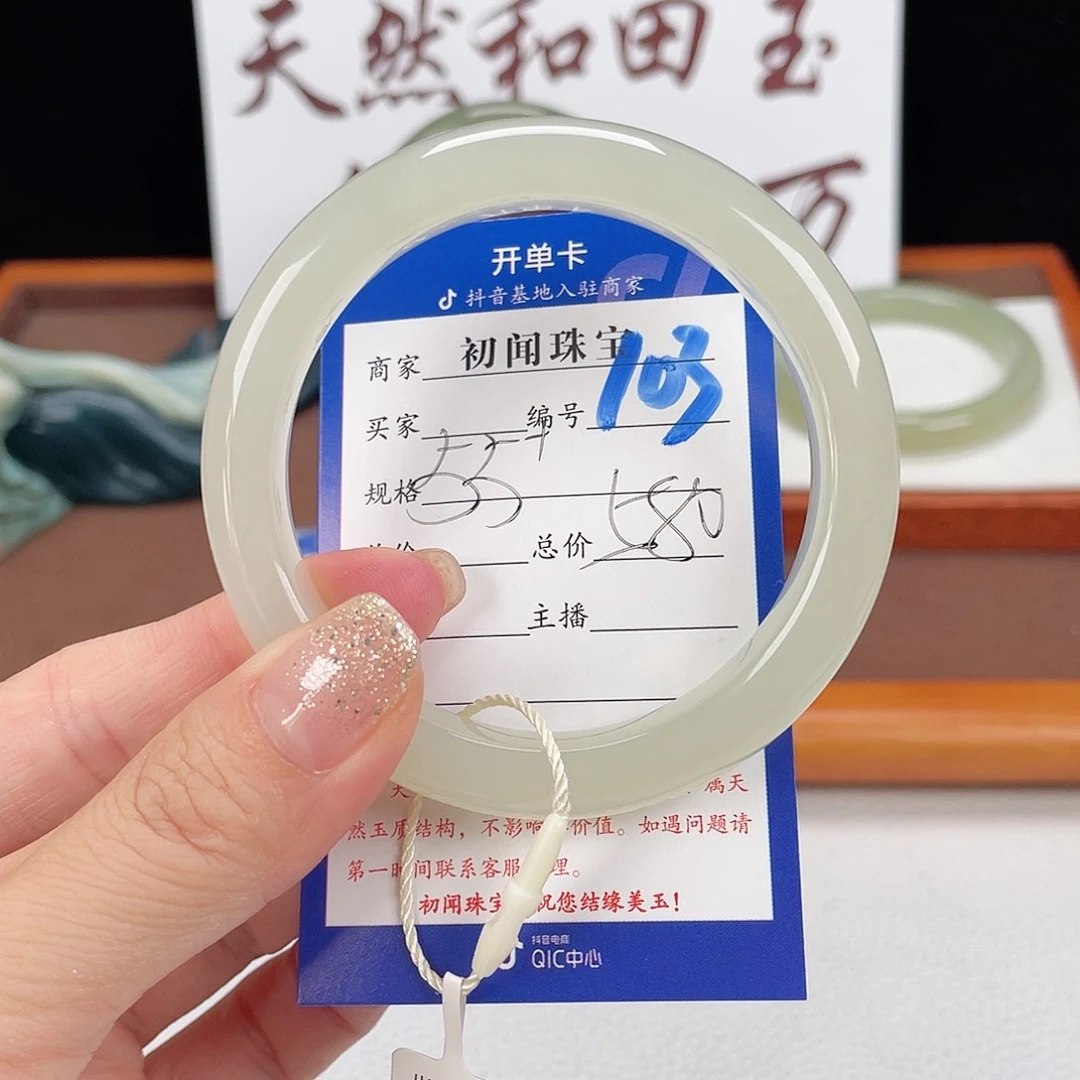 天然和田玉
万
开单卡
抖音基地入驻商家
商家 初闻珠宝
买家 编号 103
规格 55
总价 580
主播
属天
然玉质结构，不影响 价值。如遇问题请
第一时间联系客服 理。
初闻珠宝 祝您结缘美玉！
抖音电商
QIC中心